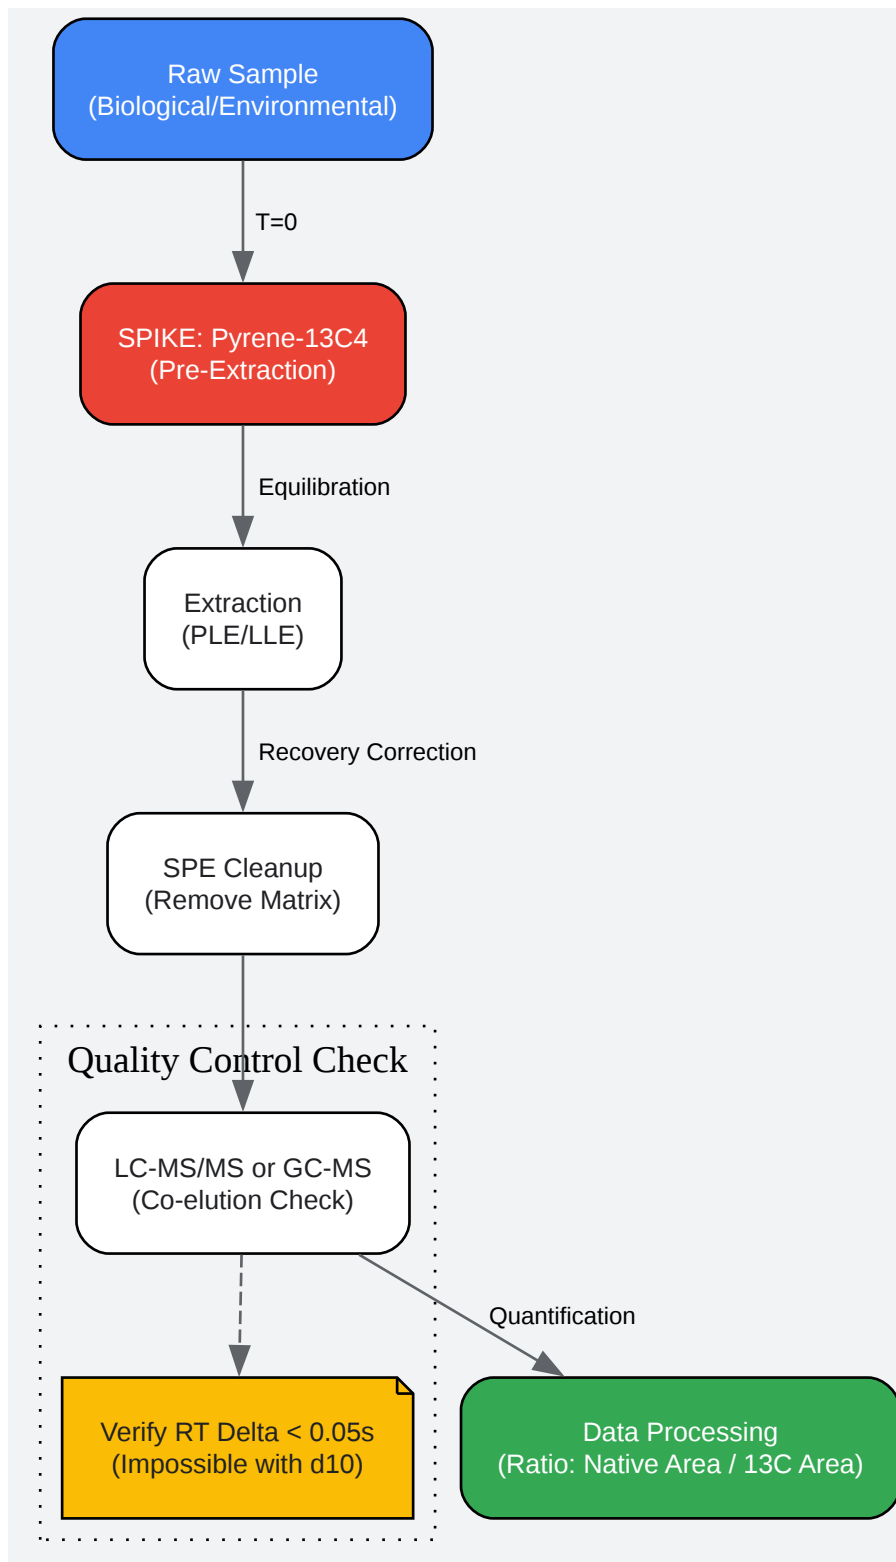 Raw Sample
(Biological/Environmental)
T=0
SPIKE: Pyrene-13C4
(Pre-Extraction)
Equilibration
Extraction
(PLE/LLE)
Recovery Correction
SPE Cleanup
(Remove Matrix)
Quality Control Check
LC-MS/MS or GC-MS
(Co-elution Check)
Quantification
Verify RT Delta < 0.05s
(Impossible with d10)
Data Processing
(Ratio: Native Area / 13C Area)